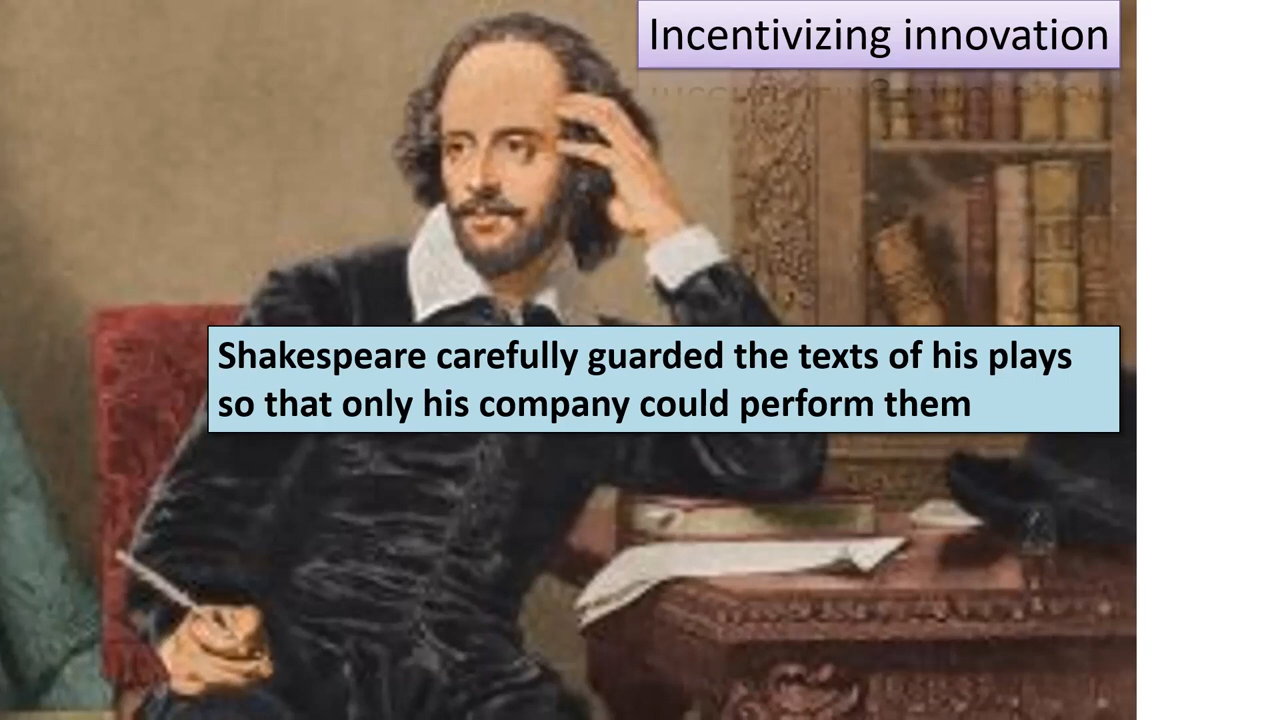 Incentivizing innovation
Shakespeare carefully guarded the texts of his plays
so that only his company could perform them